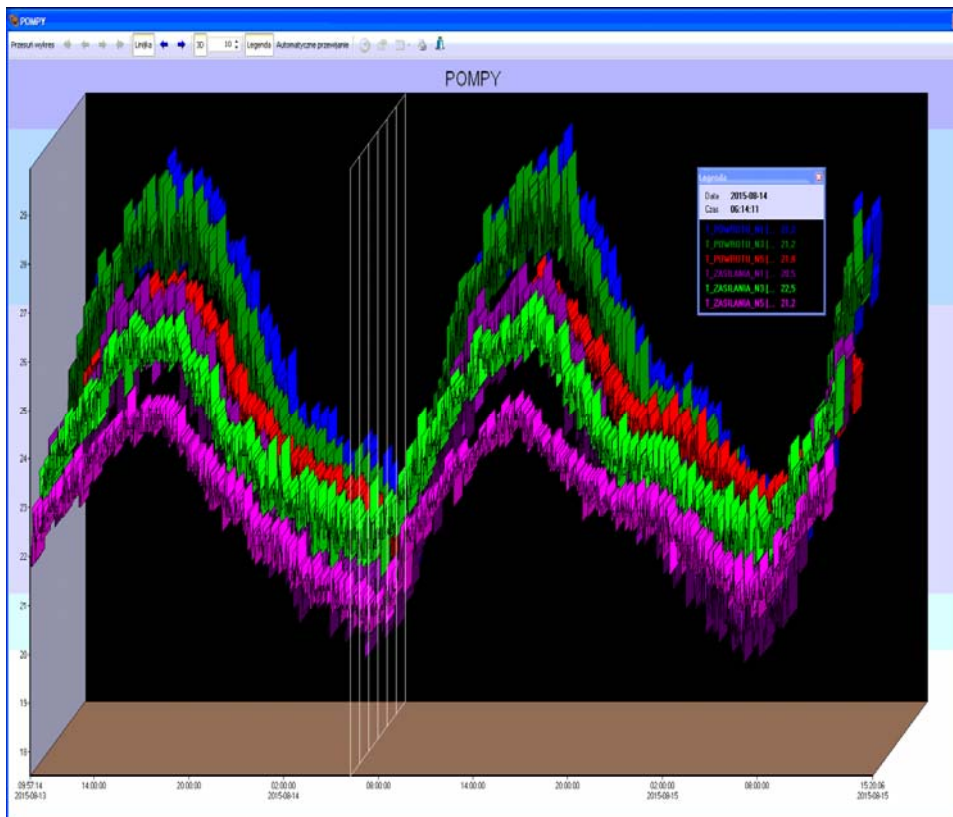 POMPY
Przesuń wykres Linijka 3D 10 Legenda Automatyczne przewijanie
POMPY
Legenda
Data 2015-08-14
Czas 06:14:11
T_POWROTU_N1 [...
T_POWROTU_N3 [... 21,2
T_POWROTU_N5 [... 21,8
T_ZASILANIA_N1 [... 20,5
T_ZASILANIA_N3 [... 22,5
T_ZASILANIA_N5 [... 21,2
29
28
27
26
25
24
23
22
21
20
19
18
09:57:14 14:00:00 20:00:00 02:00:00 08:00:00 14:00:00 20:00:00 02:00:00 08:00:00 15:20:06
2015-08-13 2015-08-14 2015-08-15 2015-08-15